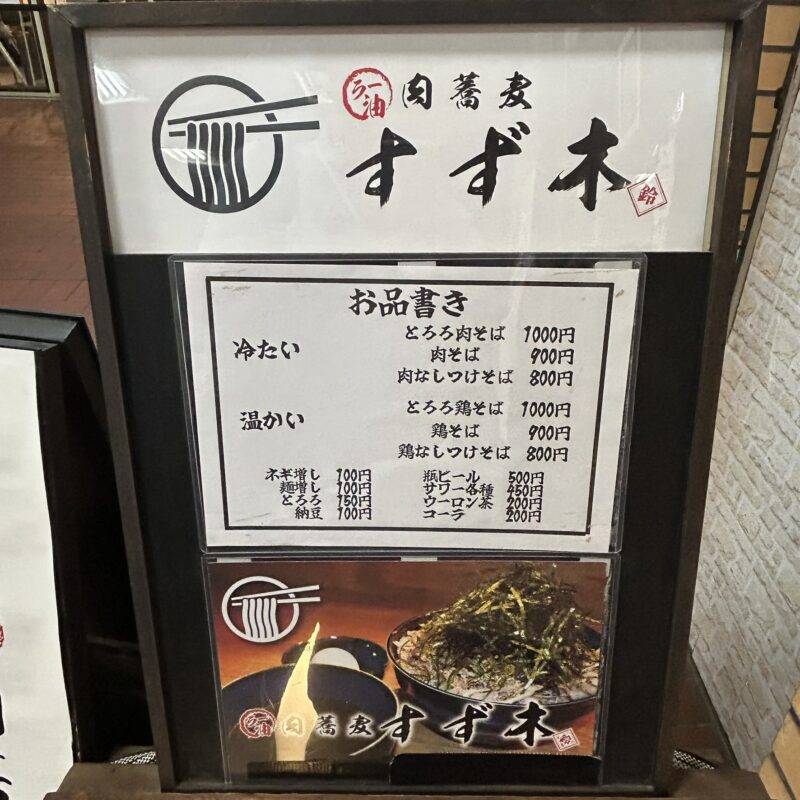 ラー油 肉蕎麦
すず木
鈴
お品書き
冷たい
とろろ肉そば 1000円
肉そば 900円
肉なしつけそば 800円
温かい
とろろ鶏そば 1000円
鶏そば 900円
鶏なしつけそば 800円
ネギ増し 100円
麺増し 100円
とろろ 150円
納豆 100円
瓶ビール 500円
サワー各種 450円
ウーロン茶 200円
コーラ 200円
ラー油 肉蕎麦 すず木